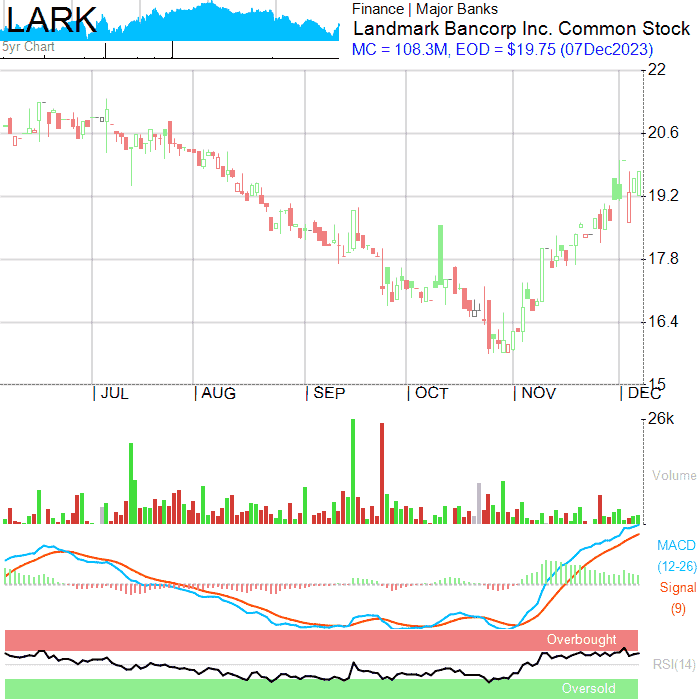 LARK
Finance | Major Banks
Landmark Bancorp Inc. Common Stock
MC = 108.3M, EOD = $19.75 (07Dec2023)
5yr Chart
22
20.6
19.2
17.8
16.4
15
| JUL | AUG | SEP | OCT | NOV | DEC
26k
Volume
MACD
(12-26)
Signal
(9)
Overbought
RSI(14)
Oversold